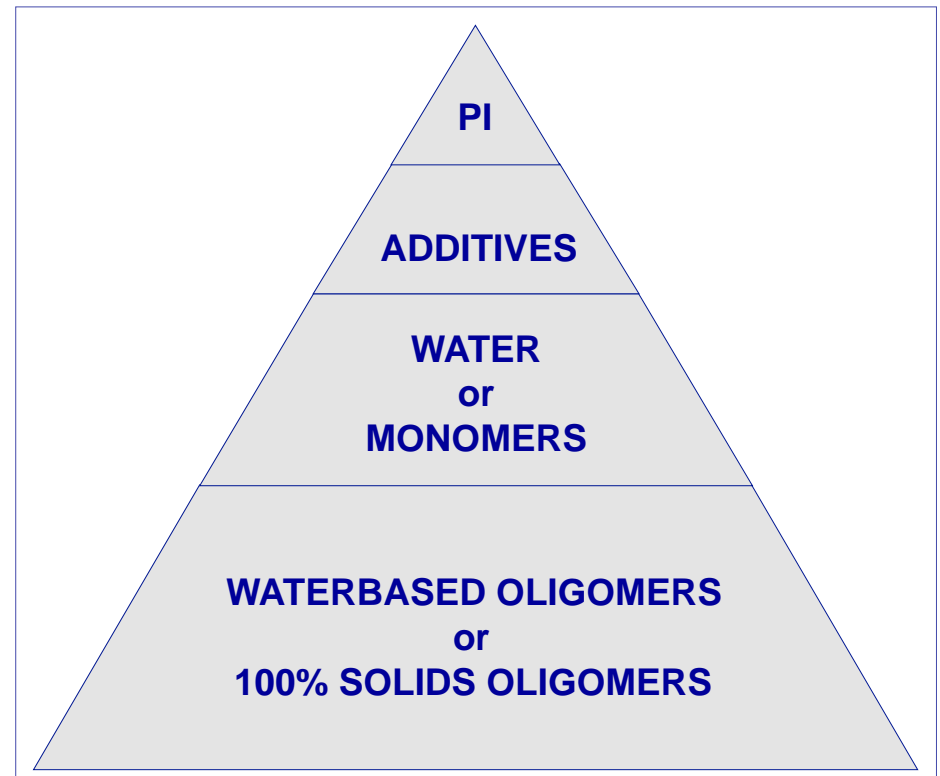 PI
ADDITIVES
WATER
or
MONOMERS
WATERBASED OLIGOMERS
or
100% SOLIDS OLIGOMERS